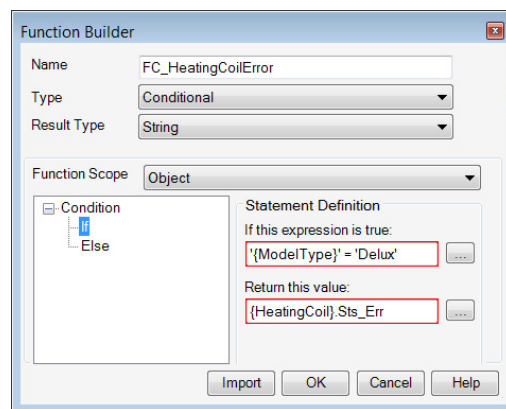 Function Builder
Name FC_HeatingCoilError
Type Conditional
Result Type String
Function Scope Object
Condition
If
Else
Statement Definition
If this expression is true:
'{ModelType}' = 'Delux' ...
Return this value:
{HeatingCoil}.Sts_Err ...
Import OK Cancel Help